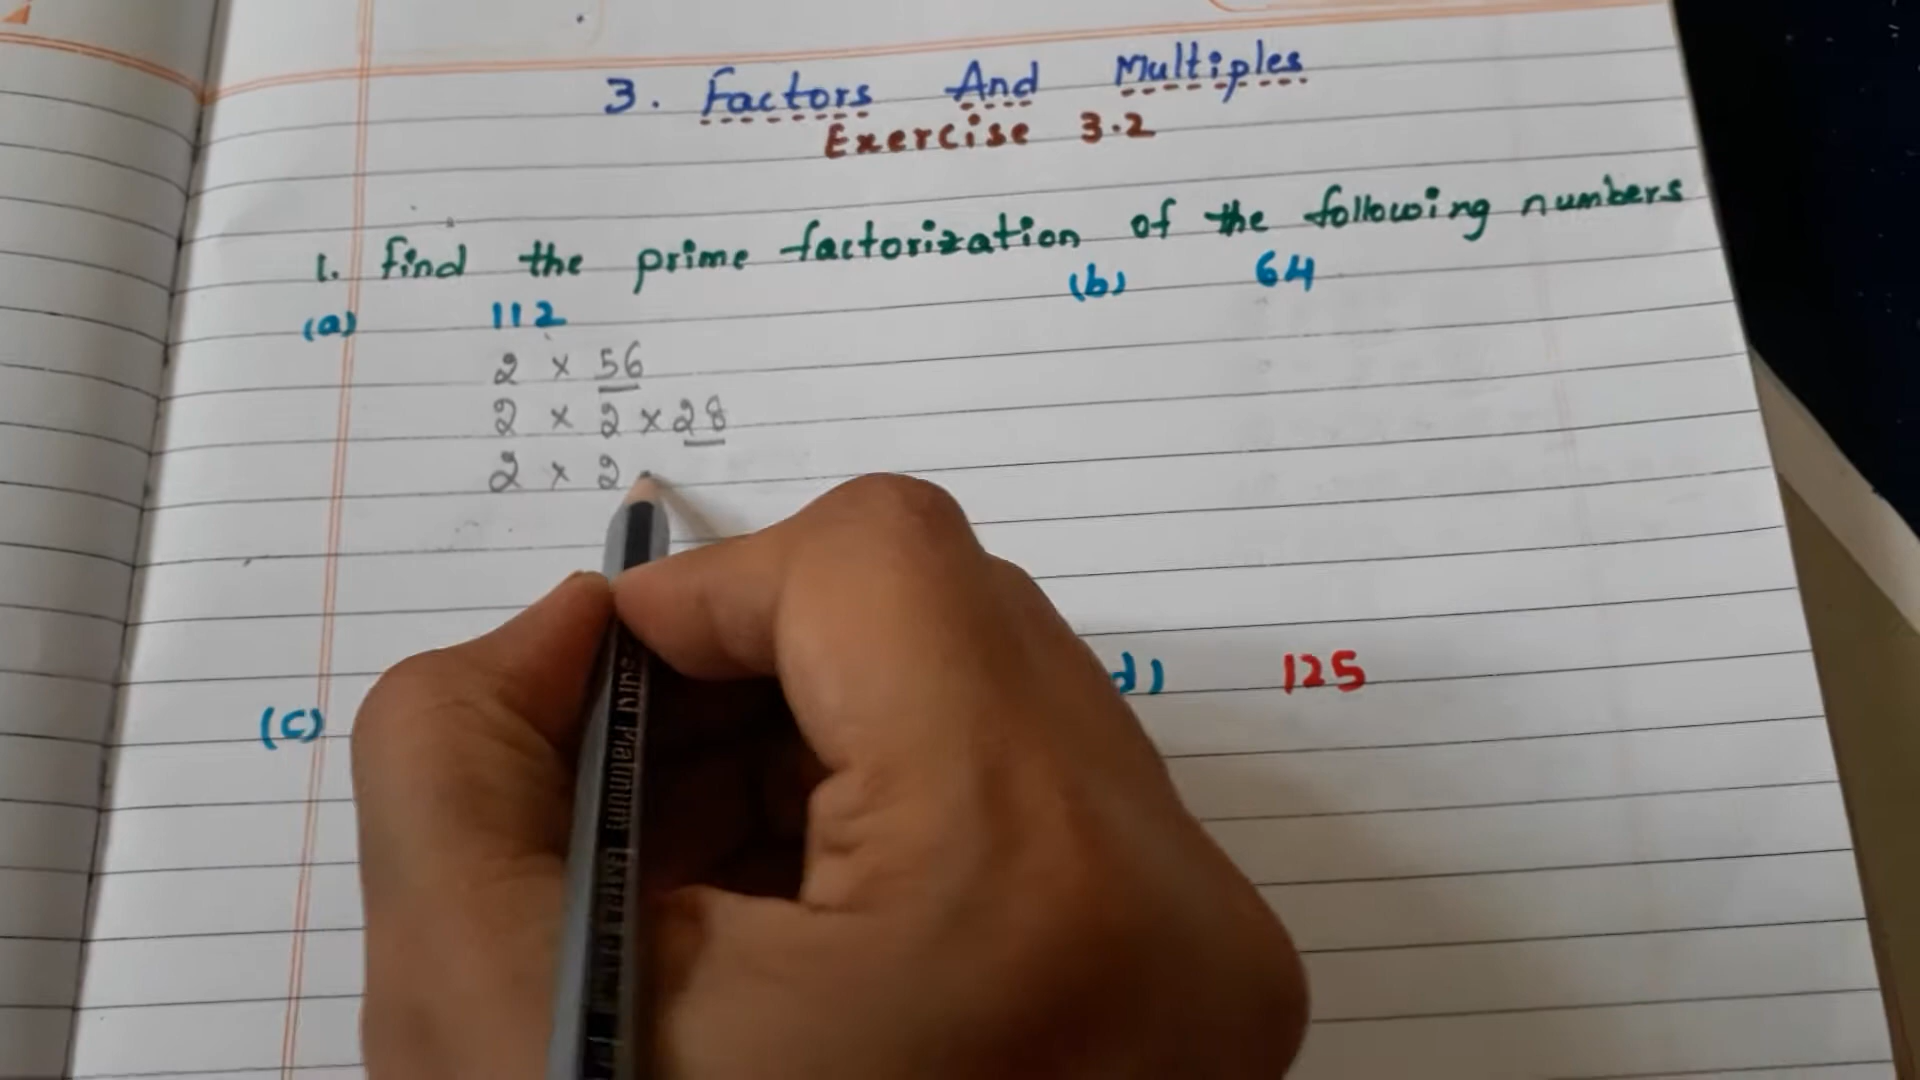 3. Factors And Multiples
Exercise 3.2
1. Find the prime factorization of the following numbers
(a) 112 (b) 64
2 × 56
2 × 2 × 28
2 × 2
(c) d) 125